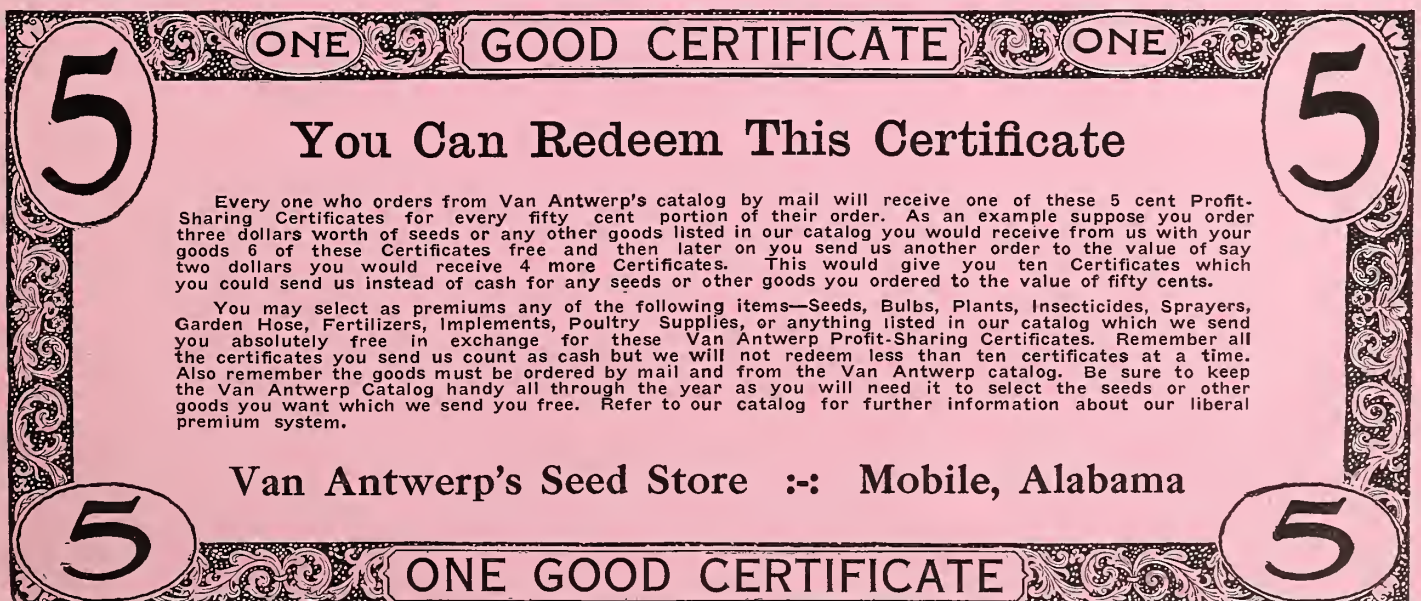 5 ONE GOOD CERTIFICATE ONE 5
You Can Redeem This Certificate
Every one who orders from Van Antwerp's catalog by mail will receive one of these 5 cent Profit-
Sharing Certificates for every fifty cent portion of their order. As an example suppose you order
three dollars worth of seeds or any other goods listed in our catalog you would receive from us with your
goods 6 of these Certificates free and then later on you send us another order to the value of say
two dollars you would receive 4 more Certificates. This would give you ten Certificates which
you could send us instead of cash for any seeds or other goods you ordered to the value of fifty cents.
You may select as premiums any of the following items—Seeds, Bulbs, Plants, Insecticides, Sprayers,
Garden Hose, Fertilizers, Implements, Poultry Supplies, or anything listed in our catalog which we send
you absolutely free in exchange for these Van Antwerp Profit-Sharing Certificates. Remember all
the certificates you send us count as cash but we will not redeem less than ten certificates at a time.
Also remember the goods must be ordered by mail and from the Van Antwerp catalog. Be sure to keep
the Van Antwerp Catalog handy all through the year as you will need it to select the seeds or other
goods you want which we send you free. Refer to our catalog for further information about our liberal
premium system.
Van Antwerp's Seed Store :-: Mobile, Alabama
5 ONE GOOD CERTIFICATE 5